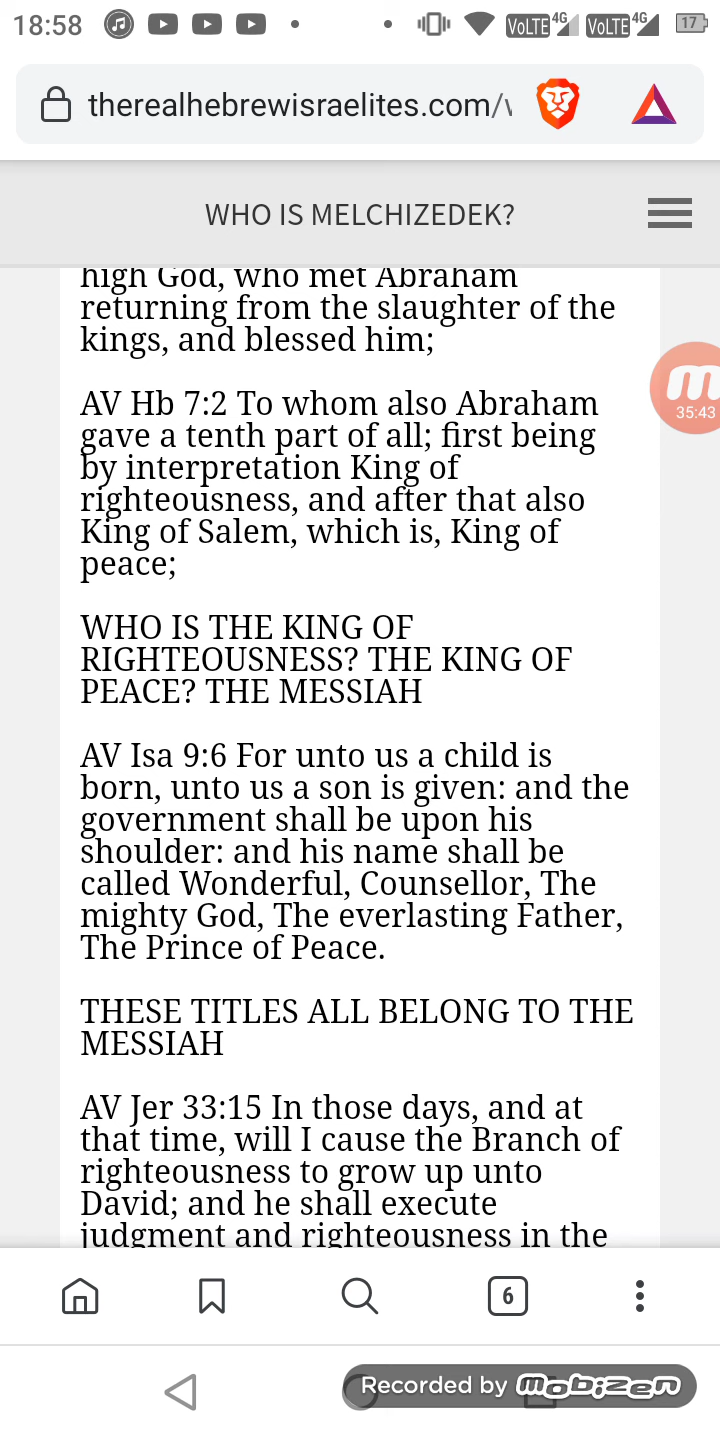 18:58
VoLTE 4G VoLTE 4G 17
therealhebrewisraelites.com/
WHO IS MELCHIZEDEK?
high God, who met Abraham
returning from the slaughter of the
kings, and blessed him;
35:43
AV Hb 7:2 To whom also Abraham
gave a tenth part of all; first being
by interpretation King of
righteousness, and after that also
King of Salem, which is, King of
peace;
WHO IS THE KING OF
RIGHTEOUSNESS? THE KING OF
PEACE? THE MESSIAH
AV Isa 9:6 For unto us a child is
born, unto us a son is given: and the
government shall be upon his
shoulder: and his name shall be
called Wonderful, Counsellor, The
mighty God, The everlasting Father,
The Prince of Peace.
THESE TITLES ALL BELONG TO THE
MESSIAH
AV Jer 33:15 In those days, and at
that time, will I cause the Branch of
righteousness to grow up unto
David; and he shall execute
judgment and righteousness in the
6
Recorded by mobizen